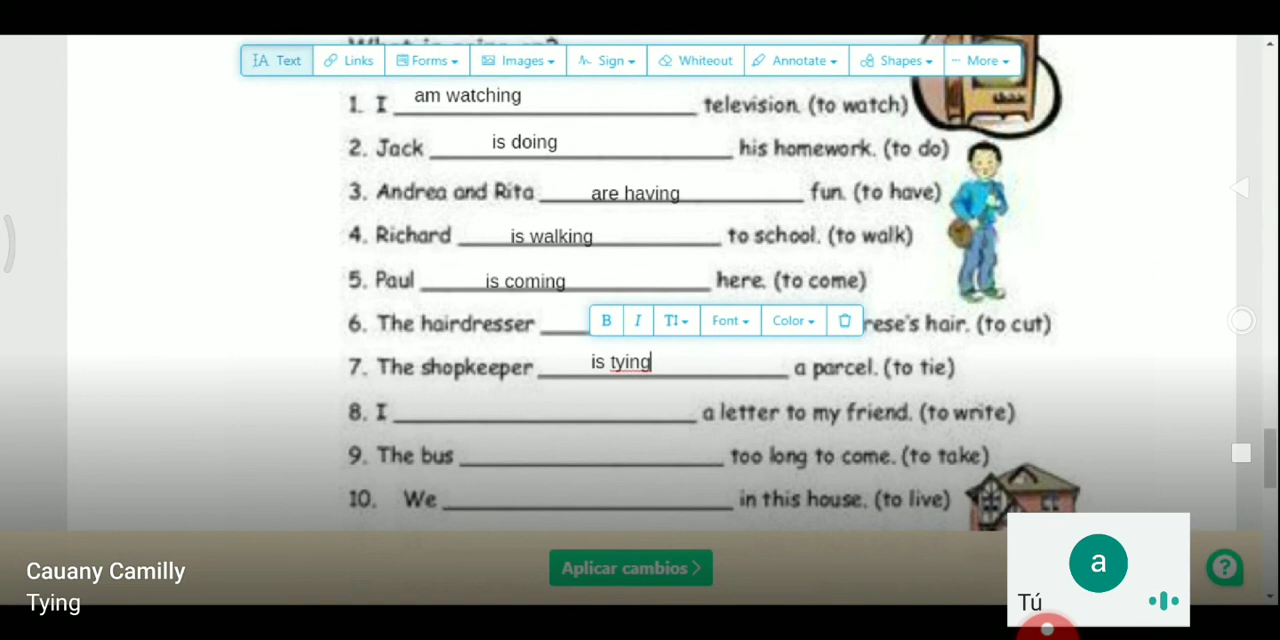 Text Links Forms Images Sign Whiteout Annotate Shapes More
1. I am watching television. (to watch)
2. Jack is doing his homework. (to do)
3. Andrea and Rita are having fun. (to have)
4. Richard is walking to school. (to walk)
5. Paul is coming here. (to come)
B I T Font Color
6. The hairdresser rese's hair. (to cut)
7. The shopkeeper is tying a parcel. (to tie)
8. I a letter to my friend. (to write)
9. The bus too long to come. (to take)
10. We in this house. (to live)
Cauany Camilly
Tying
Aplicar cambios
a
Tú
?